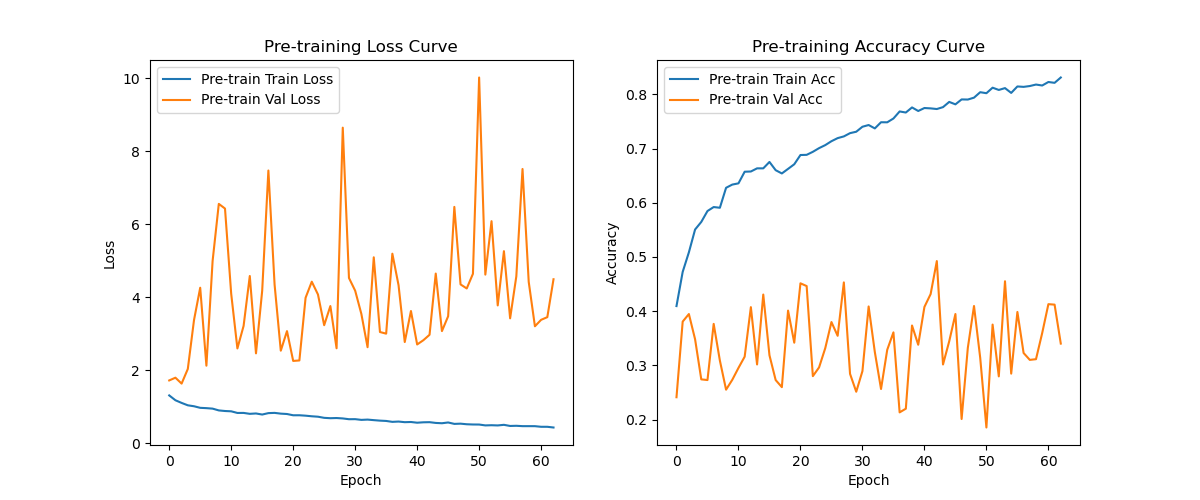 Pre-training Loss Curve
Pre-train Train Loss
Pre-train Val Loss
10
8
6
4
2
0
Loss
0 10 20 30 40 50 60
Epoch
Pre-training Accuracy Curve
Pre-train Train Acc
Pre-train Val Acc
0.8
0.7
0.6
0.5
0.4
0.3
0.2
Accuracy
0 10 20 30 40 50 60
Epoch